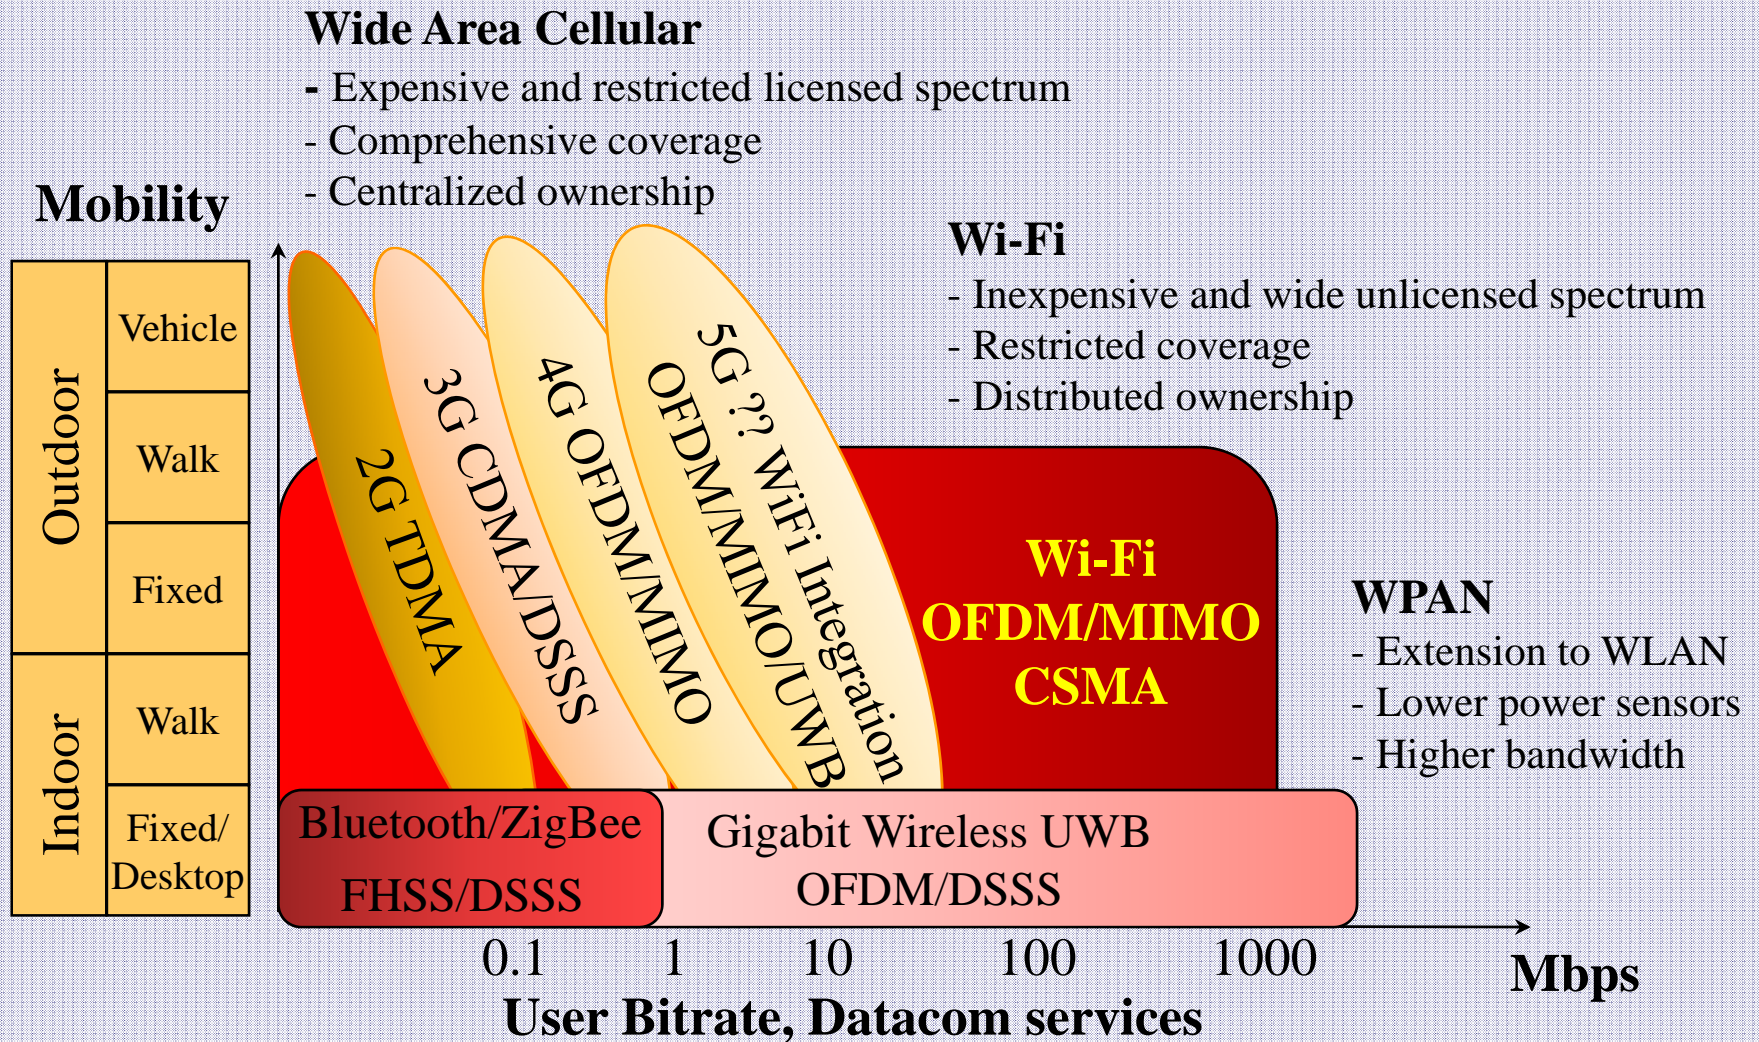 Wide Area Cellular
- Expensive and restricted licensed spectrum
- Comprehensive coverage
- Centralized ownership
Mobility
Wi-Fi
- Inexpensive and wide unlicensed spectrum
- Restricted coverage
- Distributed ownership
Outdoor
Vehicle
Walk
Fixed
Indoor
Walk
Fixed/
Desktop
2G TDMA
3G CDMA/DSSS
4G OFDM/MIMO
5G ?? WiFi Integration
OFDM/MIMO/UWB
Wi-Fi
OFDM/MIMO
CSMA
WPAN
- Extension to WLAN
- Lower power sensors
- Higher bandwidth
Bluetooth/ZigBee
FHSS/DSSS
Gigabit Wireless UWB
OFDM/DSSS
0.1 1 10 100 1000
Mbps
User Bitrate, Datacom services